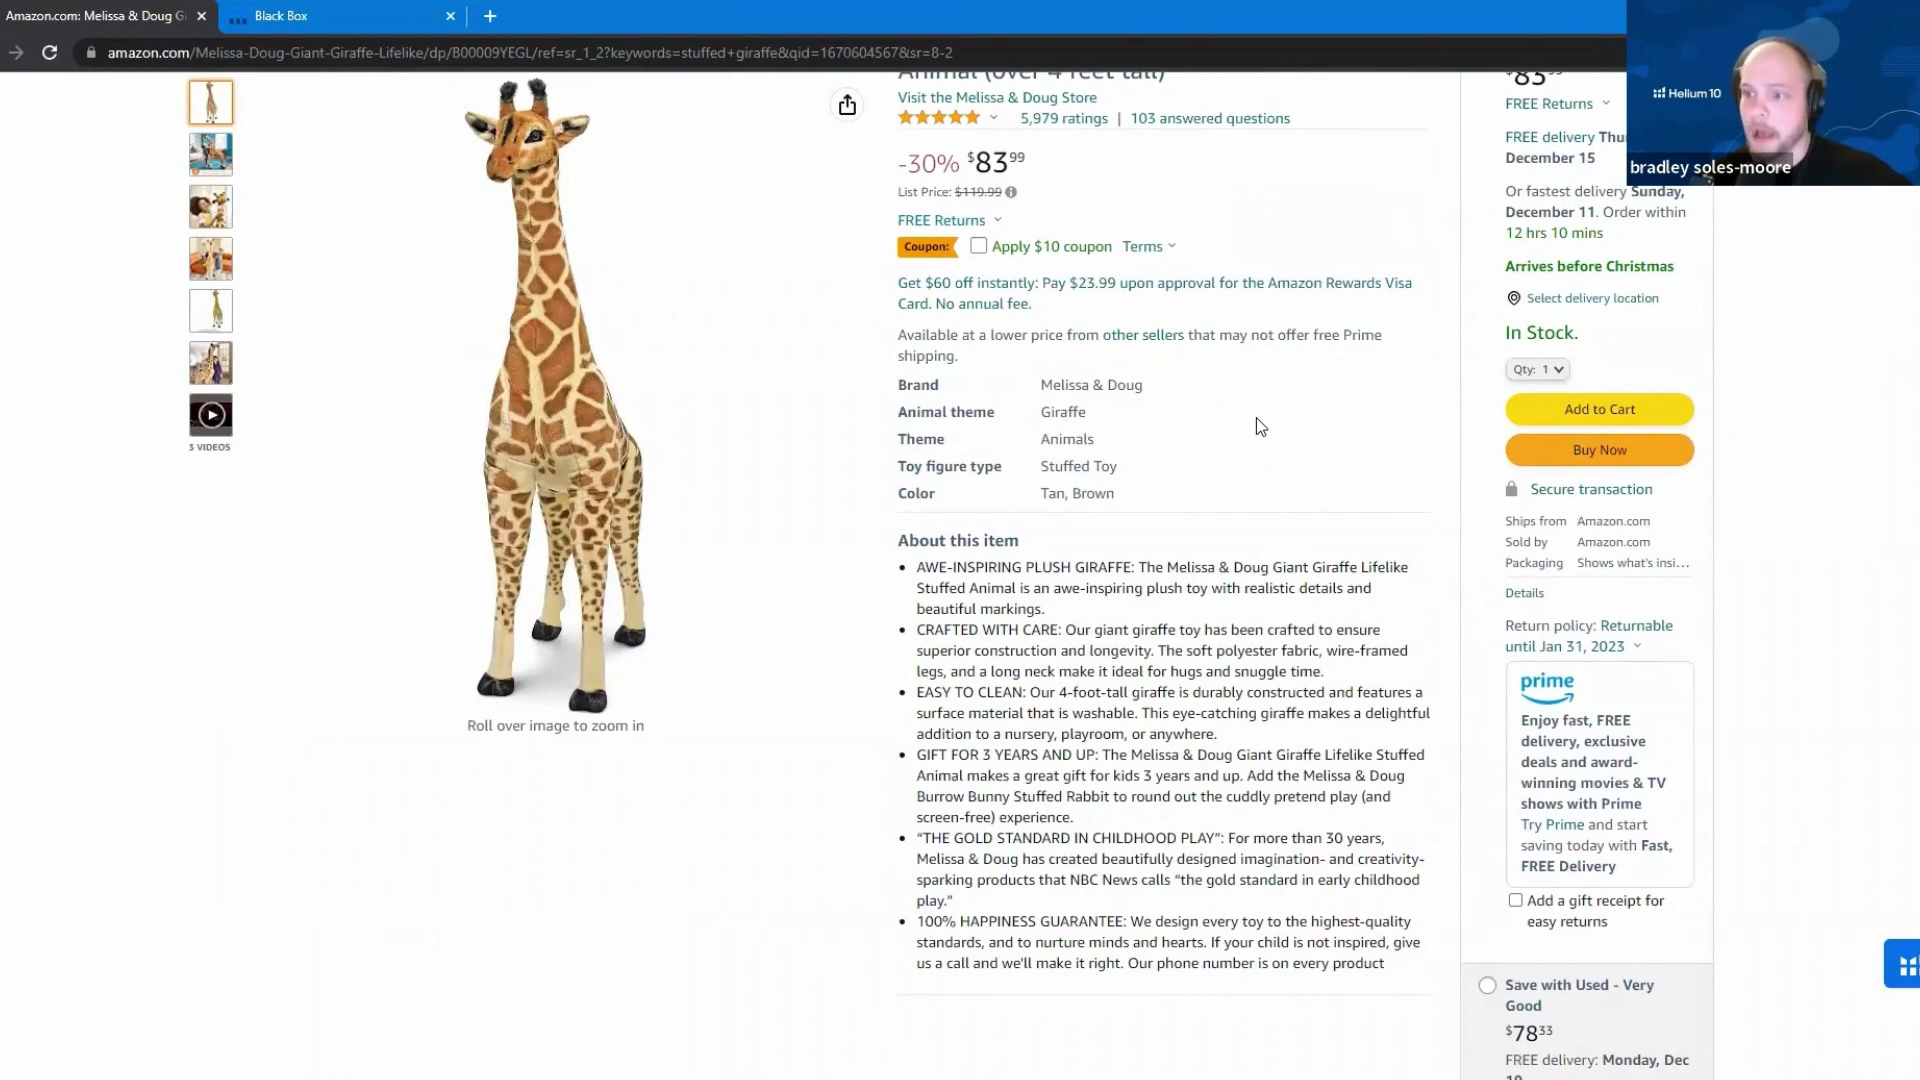 Amazon.com: Melissa & Doug Gi
Black Box
amazon.com/Melissa-Doug-Giant-Giraffe-Lifelike/dp/B00009YEGL/ref=sr_1_2?keywords=stuffed+giraffe&qid=1670604567&sr=8-2
Helium 10
bradley soles-moore
3 VIDEOS
Roll over image to zoom in
Animal (over 4 feet tall)
Visit the Melissa & Doug Store
5,979 ratings | 103 answered questions
-30% $83 99
List Price: $119.99
FREE Returns
Coupon: Apply $10 coupon Terms
Get $60 off instantly: Pay $23.99 upon approval for the Amazon Rewards Visa
Card. No annual fee.
Available at a lower price from other sellers that may not offer free Prime
shipping.
Brand Melissa & Doug
Animal theme Giraffe
Theme Animals
Toy figure type Stuffed Toy
Color Tan, Brown
About this item
• AWE-INSPIRING PLUSH GIRAFFE: The Melissa & Doug Giant Giraffe Lifelike
Stuffed Animal is an awe-inspiring plush toy with realistic details and
beautiful markings.
• CRAFTED WITH CARE: Our giant giraffe toy has been crafted to ensure
superior construction and longevity. The soft polyester fabric, wire-framed
legs, and a long neck make it ideal for hugs and snuggle time.
• EASY TO CLEAN: Our 4-foot-tall giraffe is durably constructed and features a
surface material that is washable. This eye-catching giraffe makes a delightful
addition to a nursery, playroom, or anywhere.
• GIFT FOR 3 YEARS AND UP: The Melissa & Doug Giant Giraffe Lifelike Stuffed
Animal makes a great gift for kids 3 years and up. Add the Melissa & Doug
Burrow Bunny Stuffed Rabbit to round out the cuddly pretend play (and
screen-free) experience.
• “THE GOLD STANDARD IN CHILDHOOD PLAY”: For more than 30 years,
Melissa & Doug has created beautifully designed imagination- and creativity-
sparking products that NBC News calls “the gold standard in early childhood
play.”
• 100% HAPPINESS GUARANTEE: We design every toy to the highest-quality
standards, and to nurture minds and hearts. If your child is not inspired, give
us a call and we'll make it right. Our phone number is on every product
$83 99
FREE Returns
FREE delivery Thu
December 15
Or fastest delivery Sunday,
December 11. Order within
12 hrs 10 mins
Arrives before Christmas
Select delivery location
In Stock.
Qty: 1
Add to Cart
Buy Now
Secure transaction
Ships from Amazon.com
Sold by Amazon.com
Packaging Shows what's insi...
Details
Return policy: Returnable
until Jan 31, 2023
prime
Enjoy fast, FREE
delivery, exclusive
deals and award-
winning movies & TV
shows with Prime
Try Prime and start
saving today with Fast,
FREE Delivery
Add a gift receipt for
easy returns
Save with Used - Very
Good
$78 33
FREE delivery: Monday, Dec